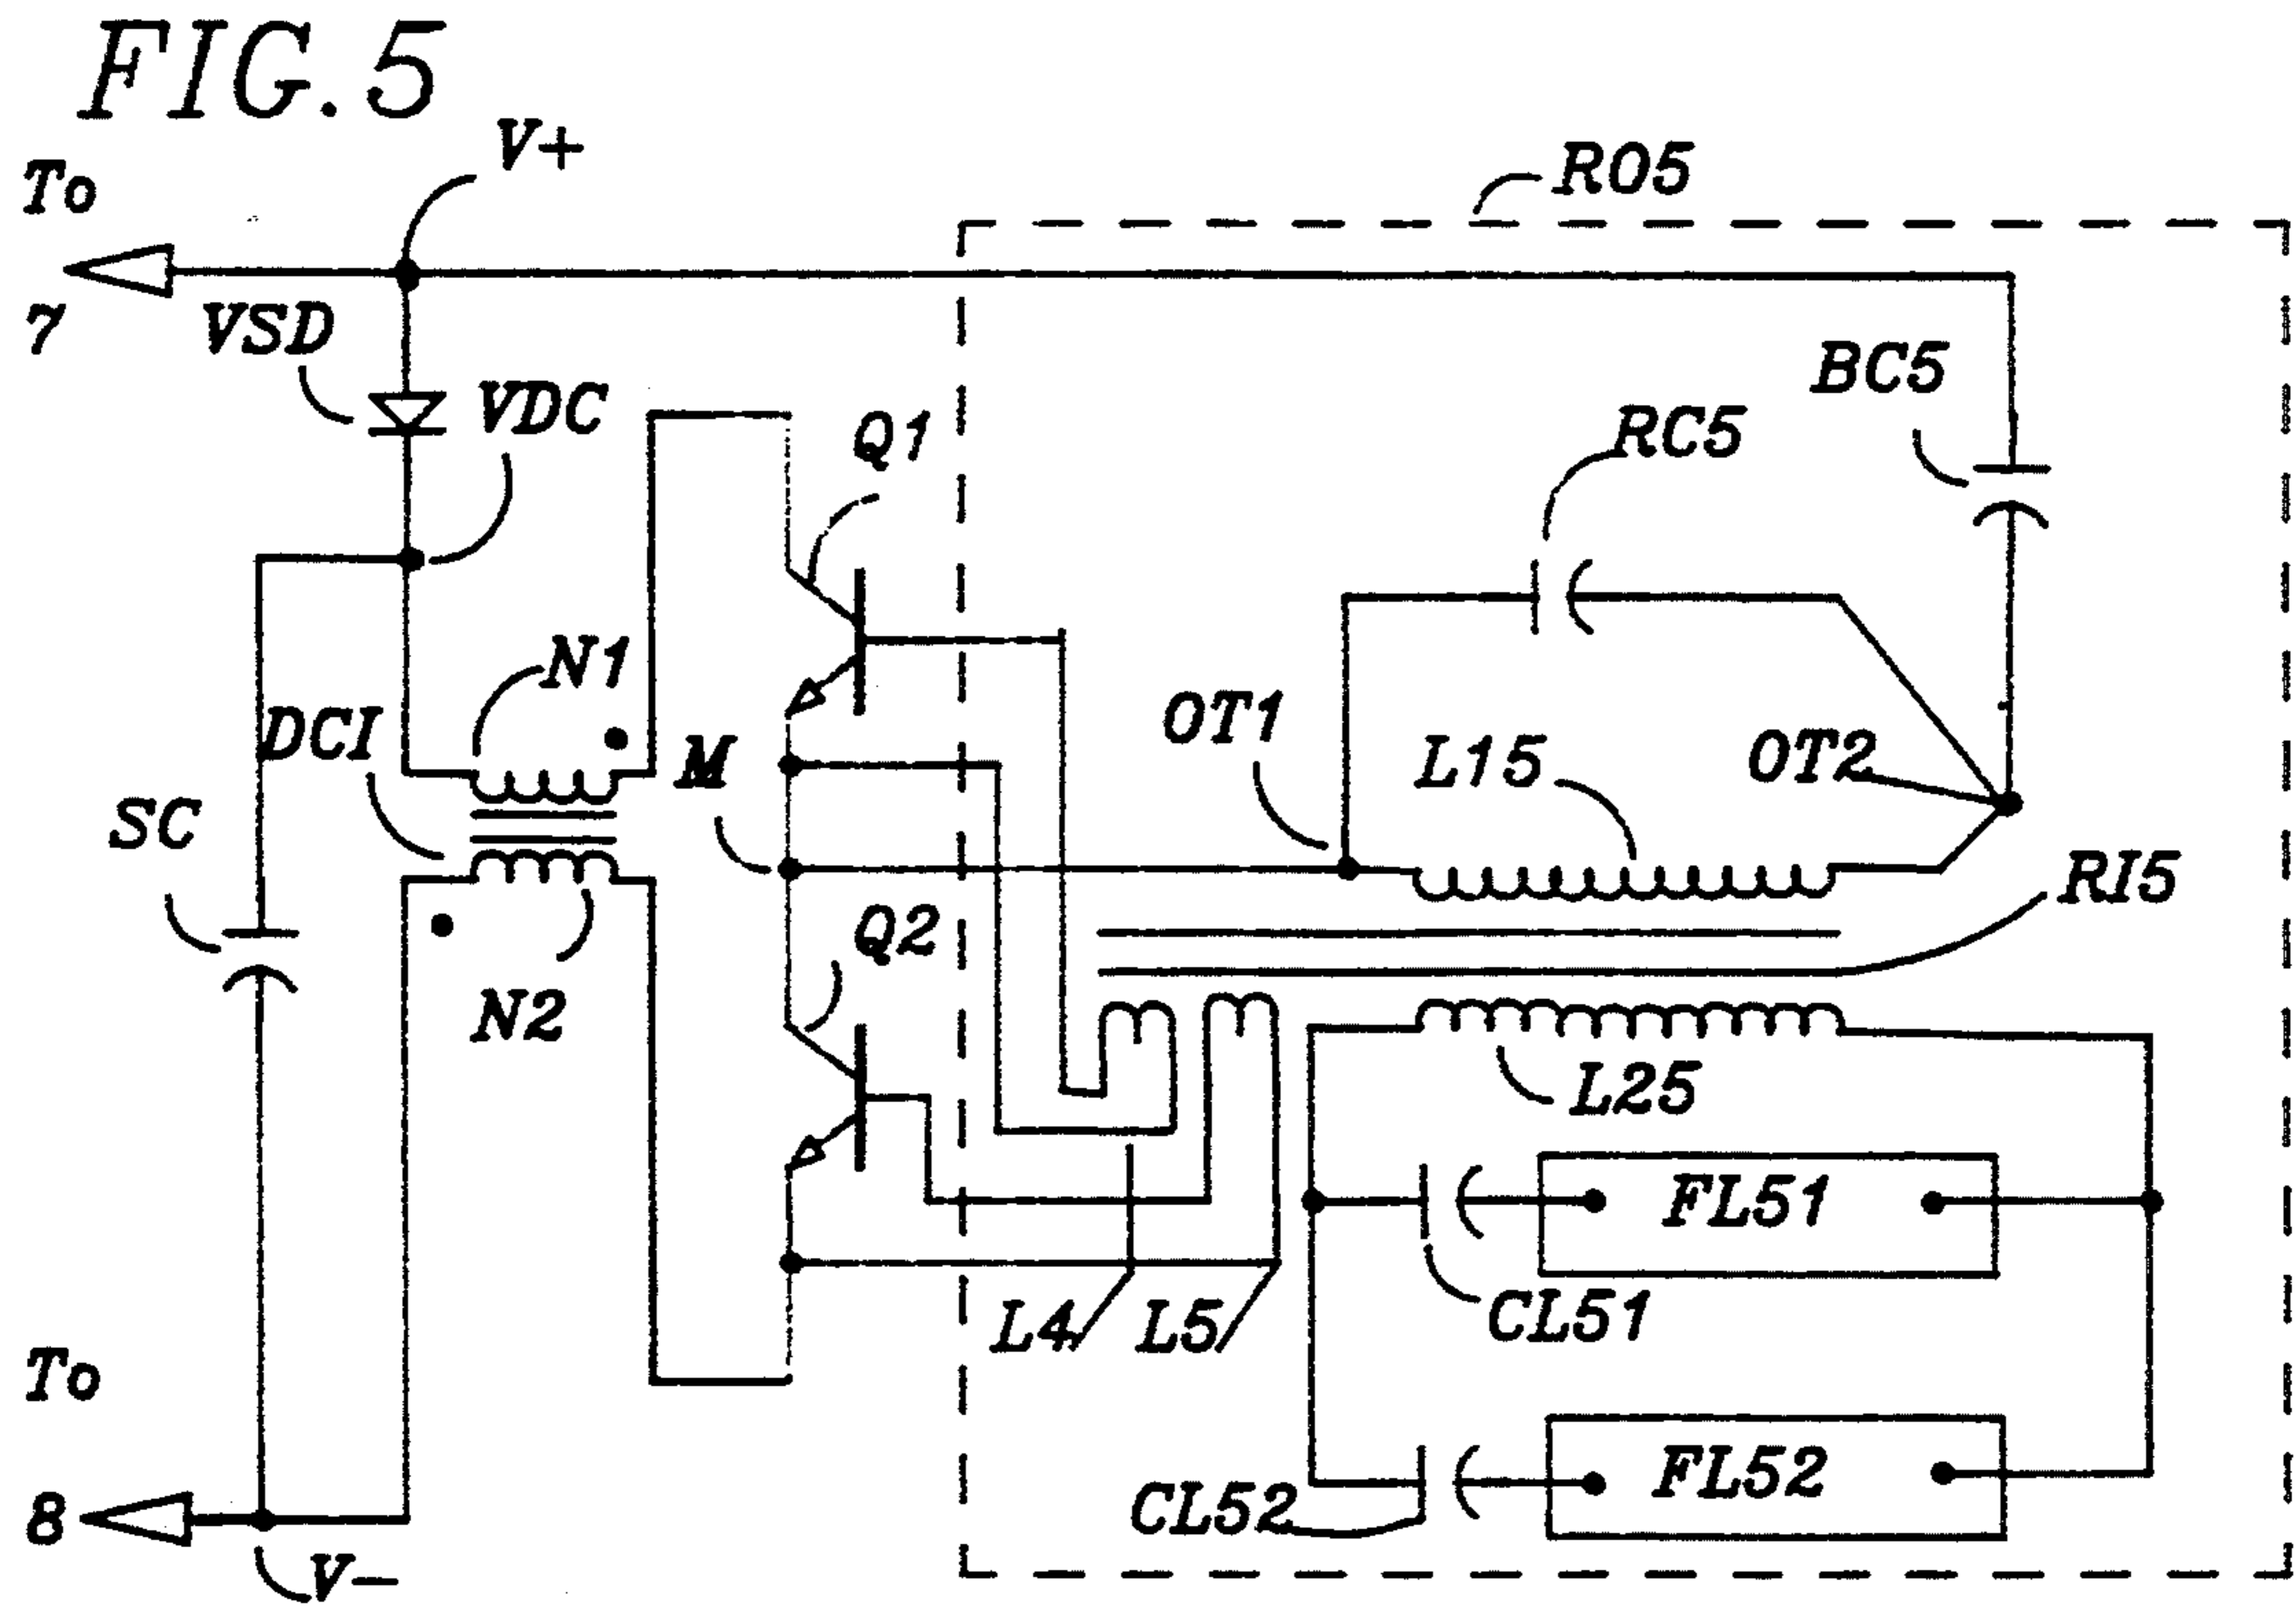 FIG. 5
V+
To
RO5
7
VSD
VDC
BC5
Q1
RC5
N1
DCI
OT1
M
L15
OT2
SC
RI5
Q2
N2
L25
FL51
CL51
L4
L5
To
FL52
CL52
8
V-